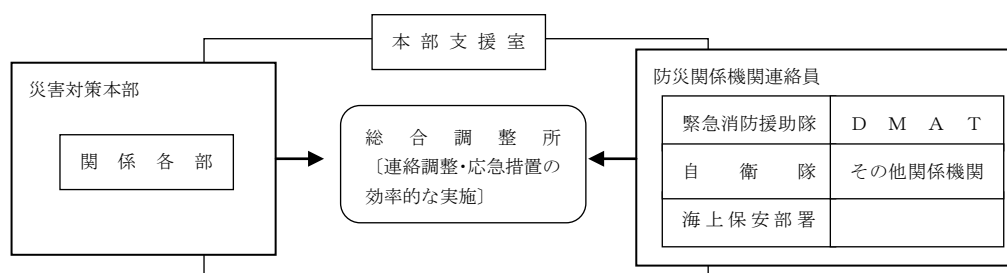 本部支援室
災害対策本部
関係各部
総合調整所
〔連絡調整・応急措置の
効率的な実施〕
防災関係機関連絡員
緊急消防援助隊
DMAT
自衛隊
その他関係機関
海上保安部署